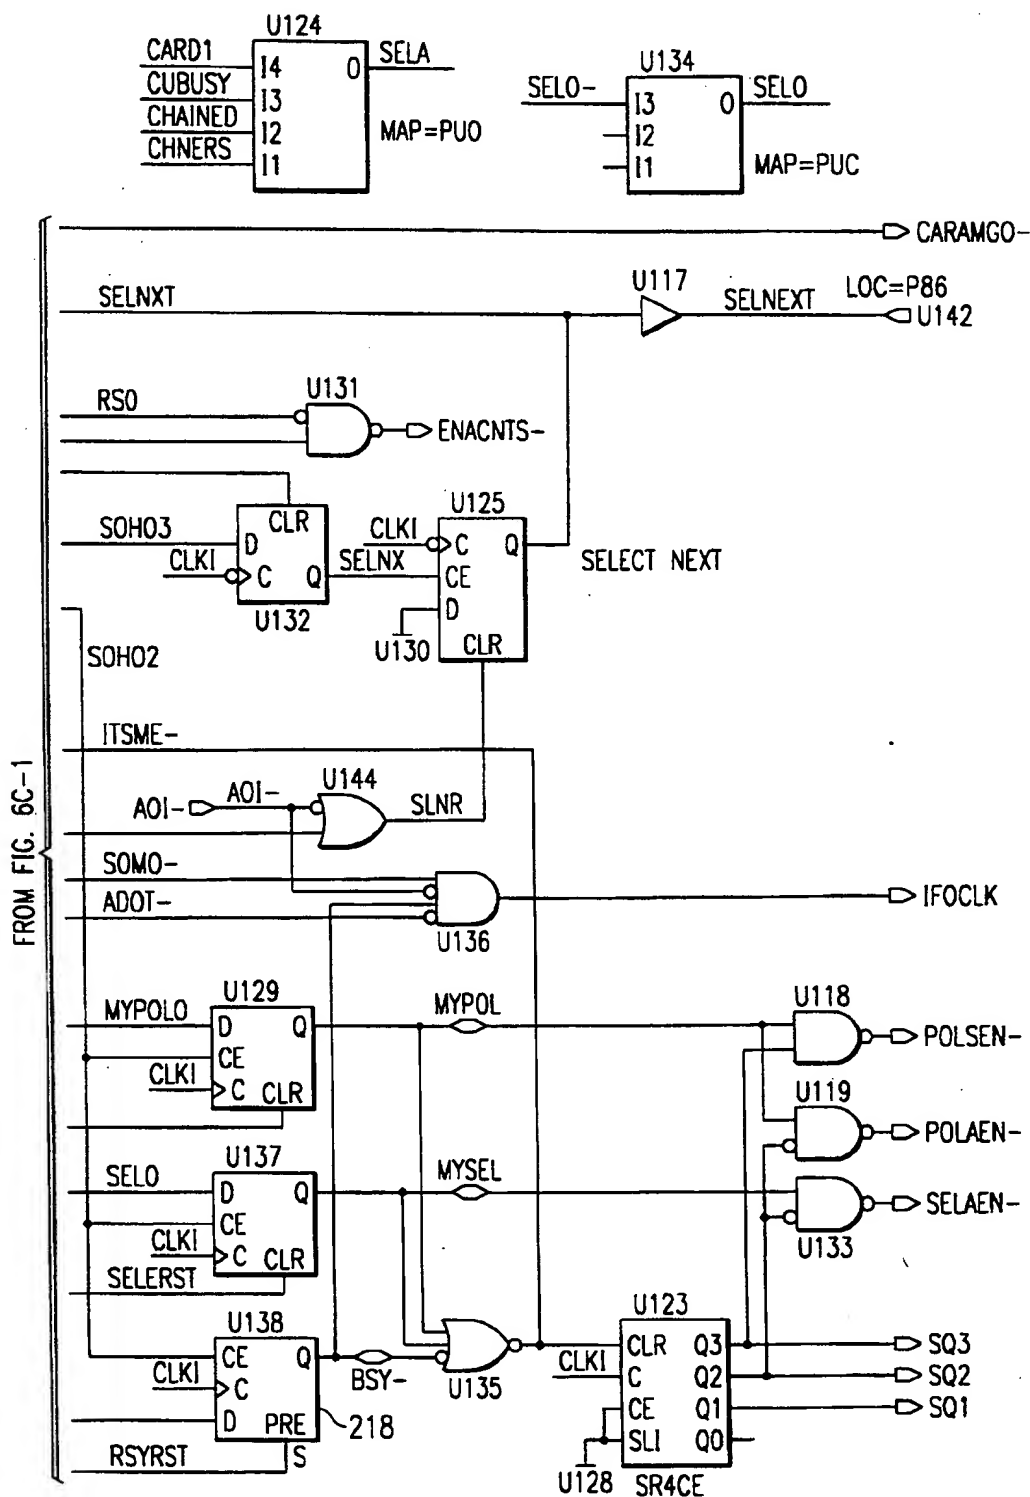 U124
CARD1 I4 O SELA
CUBUSY I3
CHAINED I2 MAP=PUO
CHNERS I1
U134
SELO- I3 O SELO
I2
I1 MAP=PUC
CARAMGO-
SELNXT U117 SELNEXT LOC=P86
U142
RSO U131 ENACNTS-
CLR
SOHO3 D
CLKI C Q SELNX
U132
U125
CLKI C Q
CE
D
U130 CLR
SELECT NEXT
SOHO2
ITSME-
FROM FIG. 6C-1
U144
AOI- AOI- SLNR
SOMO-
ADOT- IFOCLK
U136
U129 MYPOL U118
MYPOLO D Q POLSEN-
CE
CLKI C CLR
U119
POLAEN-
U137 MYSEL
SELO D Q SELAEN-
CE
CLKI C CLR U133
SELERST
U138
CE Q
CLKI C BSY- U135
D PRE 218
RSYRST S
U123
CLR Q3 SQ3
CLKI C Q2 SQ2
CE Q1 SQ1
SLI Q0
U128 SR4CE